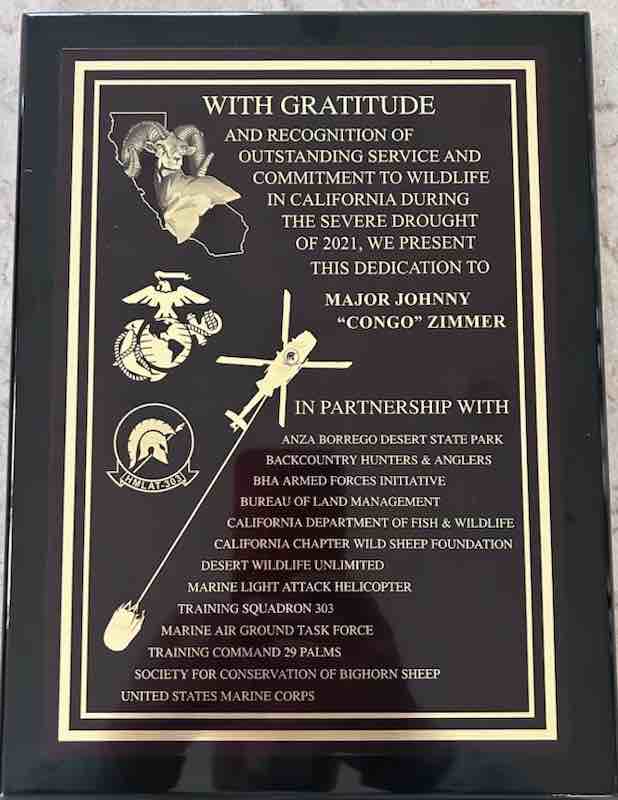 WITH GRATITUDE
AND RECOGNITION OF
OUTSTANDING SERVICE AND
COMMITMENT TO WILDLIFE
IN CALIFORNIA DURING
THE SEVERE DROUGHT
OF 2021, WE PRESENT
THIS DEDICATION TO
MAJOR JOHNNY
“CONGO” ZIMMER
IN PARTNERSHIP WITH
ANZA BORREGO DESERT STATE PARK
BACKCOUNTRY HUNTERS & ANGLERS
BHA ARMED FORCES INITIATIVE
BUREAU OF LAND MANAGEMENT
CALIFORNIA DEPARTMENT OF FISH & WILDLIFE
CALIFORNIA CHAPTER WILD SHEEP FOUNDATION
DESERT WILDLIFE UNLIMITED
MARINE LIGHT ATTACK HELICOPTER
TRAINING SQUADRON 303
MARINE AIR GROUND TASK FORCE
TRAINING COMMAND 29 PALMS
SOCIETY FOR CONSERVATION OF BIGHORN SHEEP
UNITED STATES MARINE CORPS
HMLAT-303